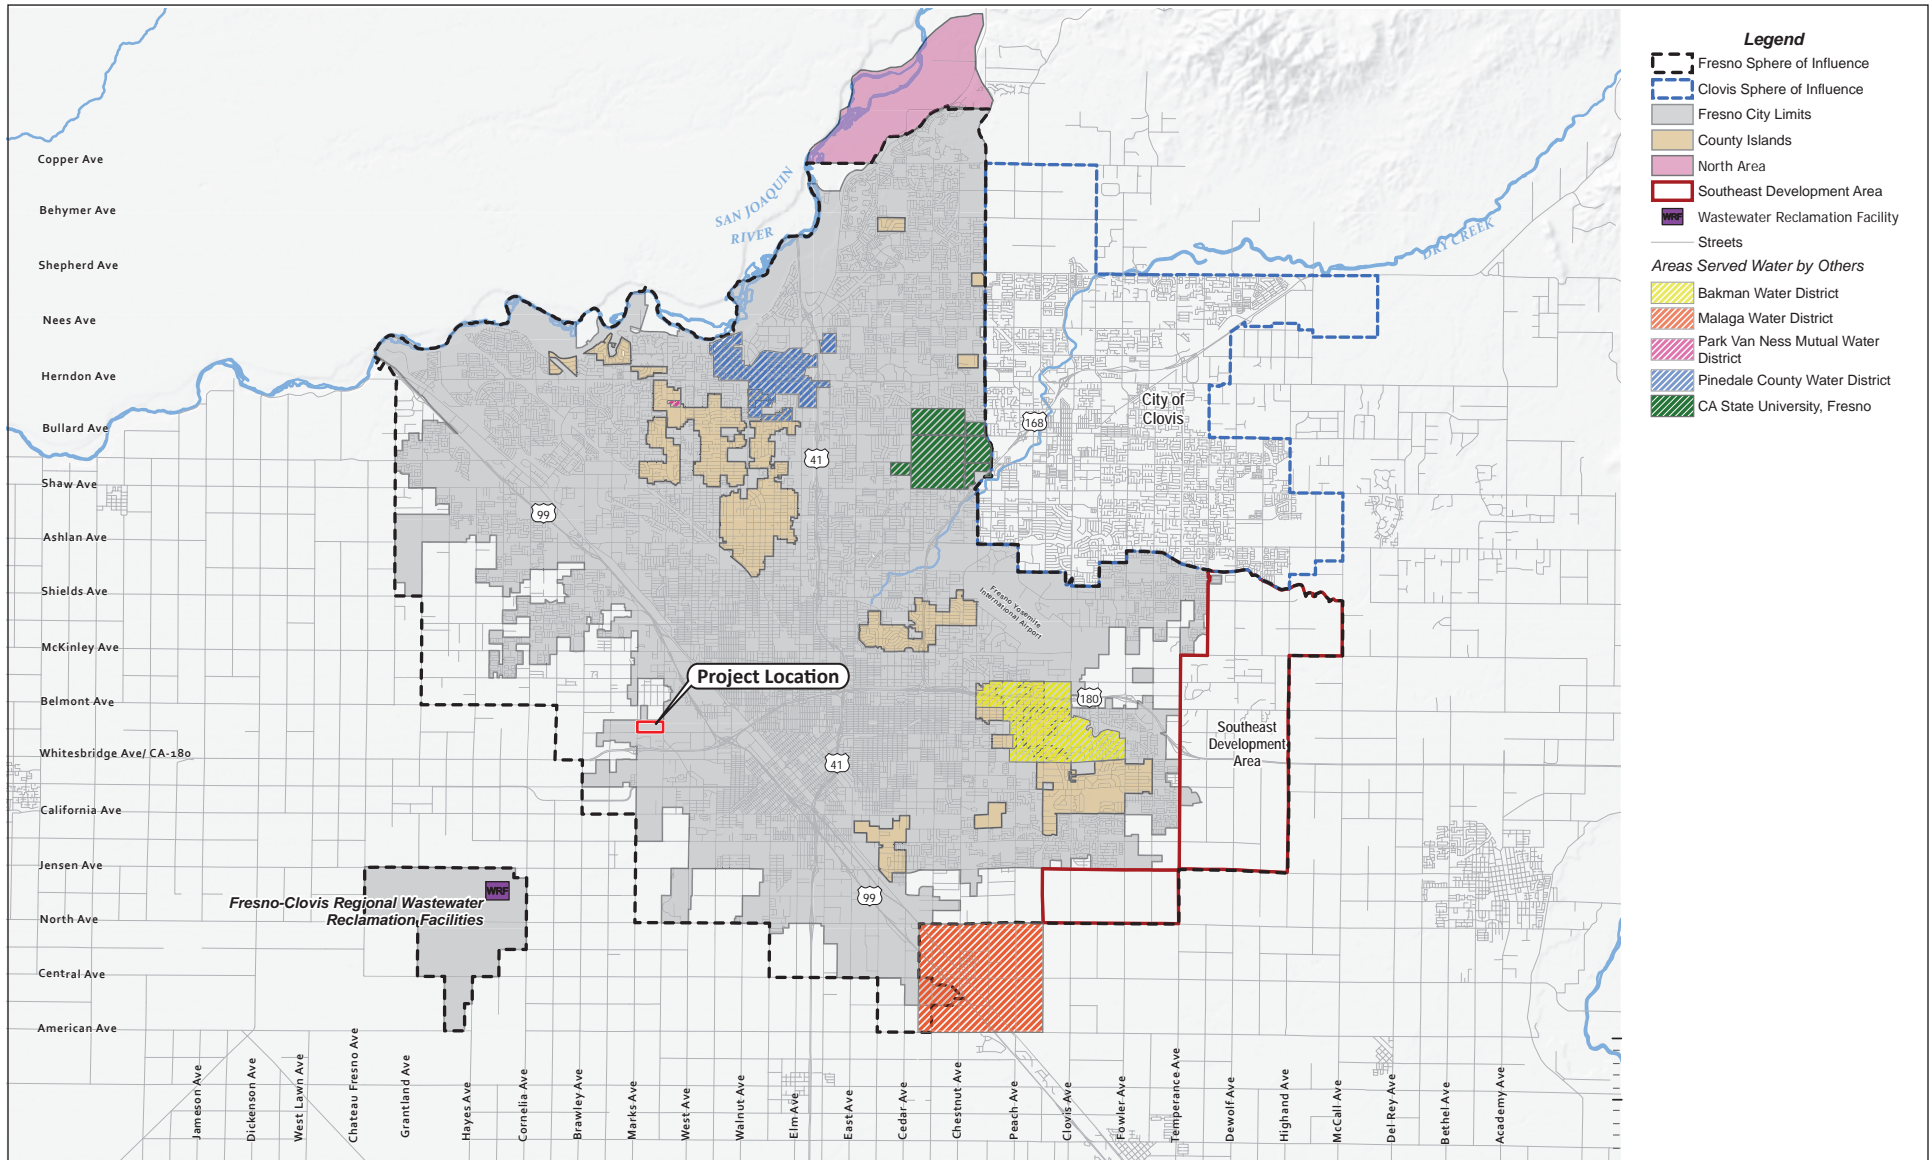 Legend
Fresno Sphere of Influence
Clovis Sphere of Influence
Fresno City Limits
County Islands
North Area
Southeast Development Area
WRF
Wastewater Reclamation Facility
Streets
Areas Served Water by Others
Bakman Water District
Malaga Water District
Park Van Ness Mutual Water
District
Pinedale County Water District
CA State University, Fresno
Copper Ave
Behymer Ave
Shepherd Ave
Nees Ave
Herndon Ave
Bullard Ave
Shaw Ave
Ashlan Ave
Shields Ave
McKinley Ave
Belmont Ave
Whitesbridge Ave/ CA-180
California Ave
Jensen Ave
North Ave
Central Ave
American Ave
SAN JOAQUIN
RIVER
DRY CREEK
City of
Clovis
168
41
99
Fresno Yosemite
International Airport
Project Location
180
Southeast
Development
Area
41
99
WRF
Fresno-Clovis Regional Wastewater
Reclamation Facilities
Jameson Ave
Dickenson Ave
West Lawn Ave
Chateau Fresno Ave
Grantland Ave
Hayes Ave
Cornelia Ave
Brawley Ave
Marks Ave
West Ave
Walnut Ave
Elm Ave
East Ave
Cedar Ave
Chestnut Ave
Peach Ave
Clovis Ave
Fowler Ave
Temperance Ave
Dewolf Ave
Highand Ave
McCall Ave
Del Rey Ave
Bethel Ave
Academy Ave